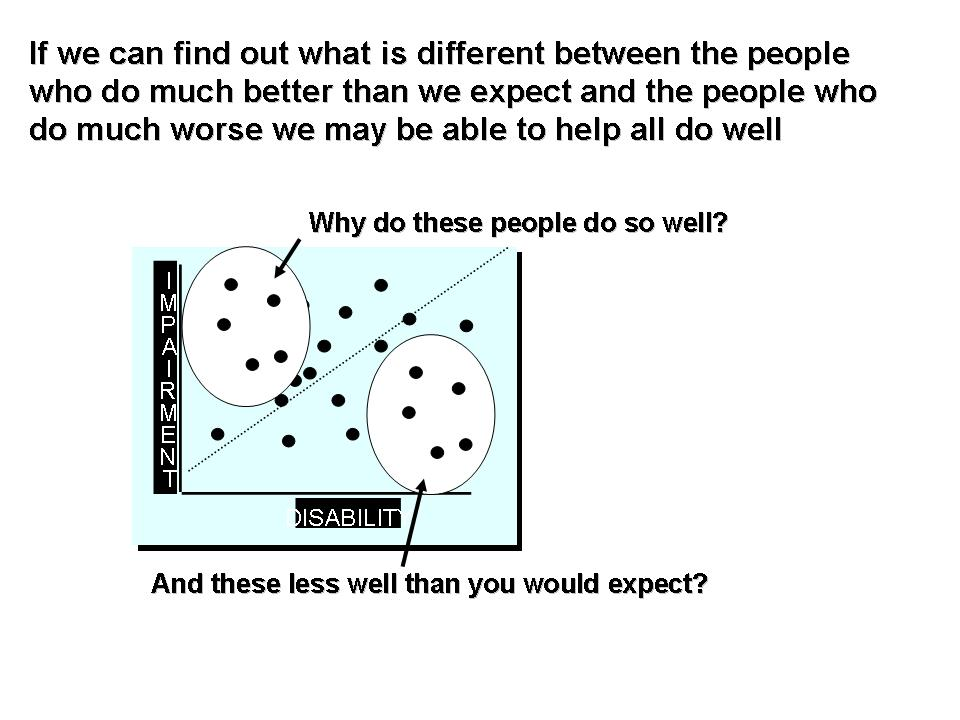 If we can find out what is different between the people
who do much better than we expect and the people who
do much worse we may be able to help all do well
Why do these people do so well?
IMPAIRMENT
DISABILITY
And these less well than you would expect?